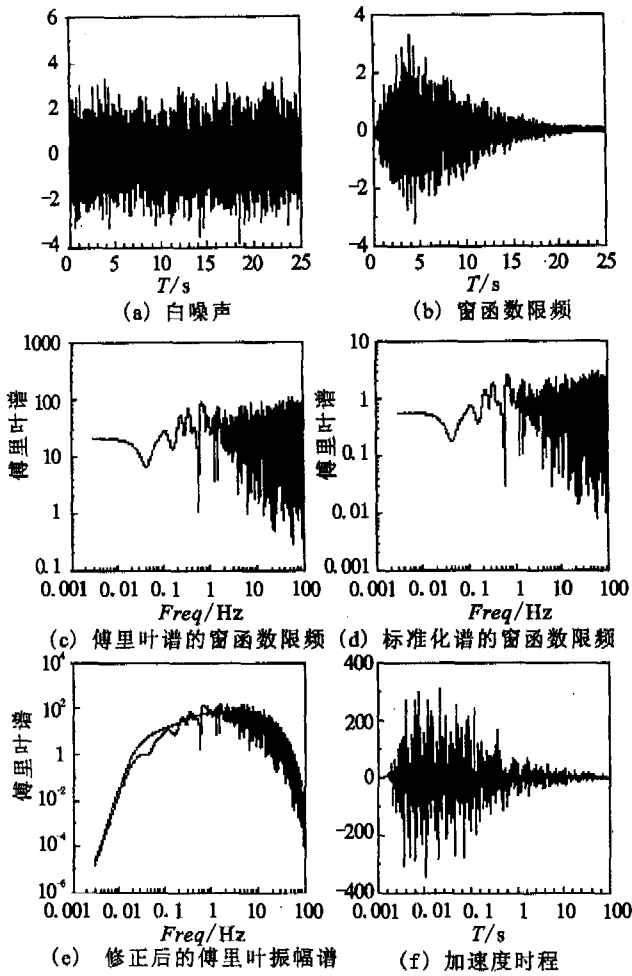 6
4
2
0
-2
-4
0 5 10 15 20 25
T/s
(a) 白噪声
4
2
0
-2
-4
0 5 10 15 20 25
T/s
(b) 窗函数限频
1000
100
10
1
0.1
傅里叶谱
0.001 0.01 0.1 1 10 100
Freq/Hz
(c) 傅里叶谱的窗函数限频
10
1
0.1
0.01
0.001
傅里叶谱
0.001 0.01 0.1 1 10 100
Freq/Hz
(d) 标准化谱的窗函数限频
10^4
10^2
1
10^-2
10^-4
10^-6
傅里叶谱
0.001 0.01 0.1 1 10 100
Freq/Hz
(e) 修正后的傅里叶振幅谱
400
200
0
-200
-400
0.001 0.01 0.1 1 10 100
T/s
(f) 加速度时程